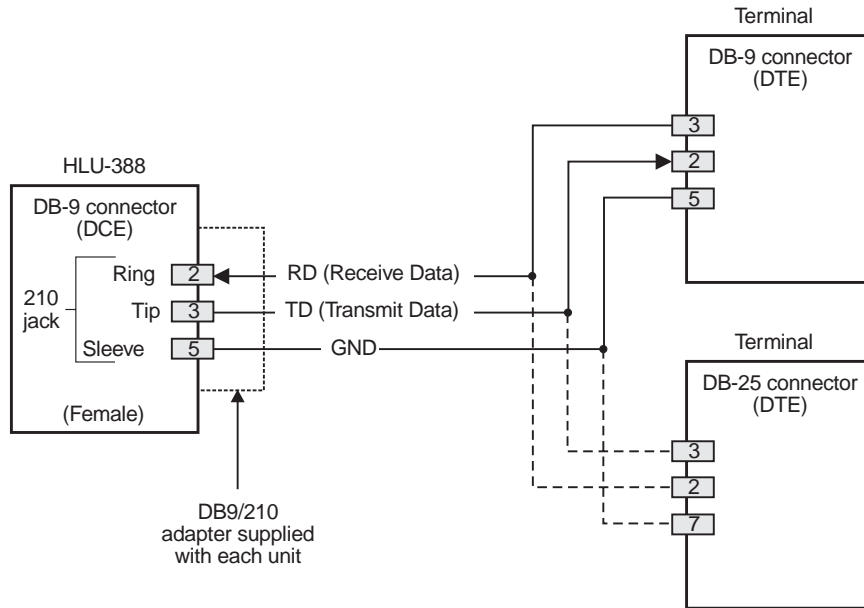 Terminal
DB-9 connector
(DTE)
3
2
5
HLU-388
DB-9 connector
(DCE)
210
jack
Ring
2
RD (Receive Data)
Tip
3
TD (Transmit Data)
Sleeve
5
GND
(Female)
DB9/210
adapter supplied
with each unit
Terminal
DB-25 connector
(DTE)
3
2
7